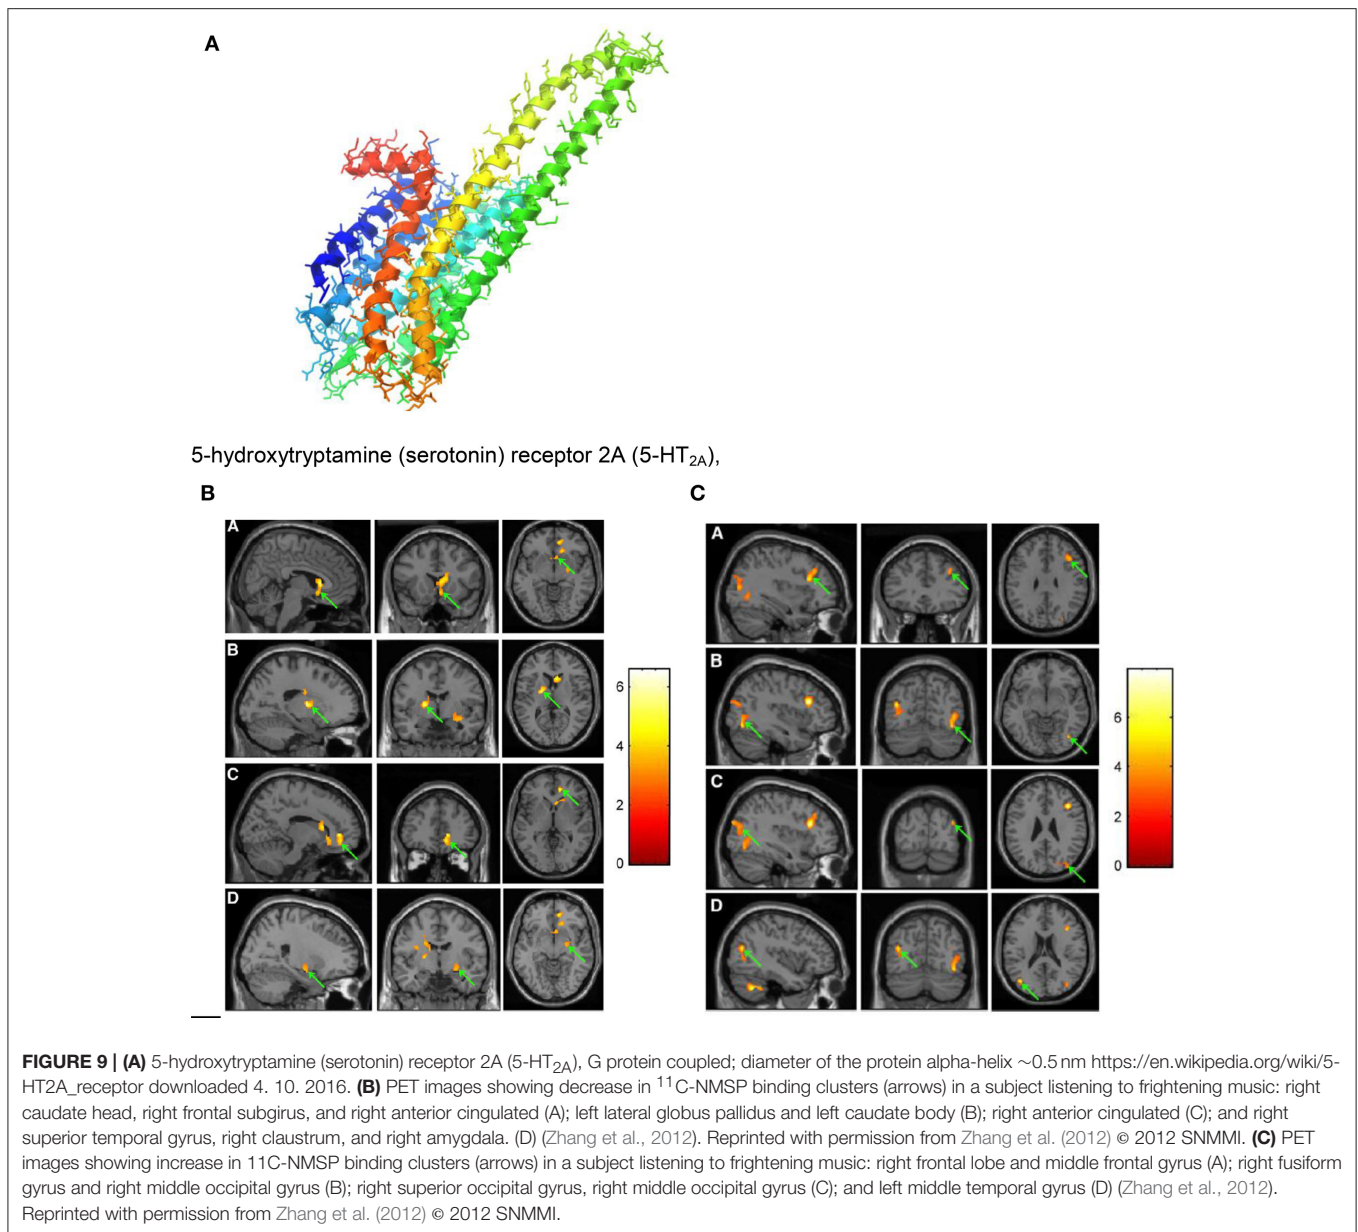 A
5-hydroxytryptamine (serotonin) receptor 2A (5-HT2A),
B
C
A
B
C
D
6
4
2
0
A
B
C
D
6
4
2
0
FIGURE 9 | (A) 5-hydroxytryptamine (serotonin) receptor 2A (5-HT2A), G protein coupled; diameter of the protein alpha-helix ∼0.5 nm https://en.wikipedia.org/wiki/5-
HT2A_receptor downloaded 4. 10. 2016. (B) PET images showing decrease in 11C-NMSP binding clusters (arrows) in a subject listening to frightening music: right
caudate head, right frontal subgirus, and right anterior cingulated (A); left lateral globus pallidus and left caudate body (B); right anterior cingulated (C); and right
superior temporal gyrus, right claustrum, and right amygdala. (D) (Zhang et al., 2012). Reprinted with permission from Zhang et al. (2012) © 2012 SNMMI. (C) PET
images showing increase in 11C-NMSP binding clusters (arrows) in a subject listening to frightening music: right frontal lobe and middle frontal gyrus (A); right fusiform
gyrus and right middle occipital gyrus (B); right superior occipital gyrus, right middle occipital gyrus (C); and left middle temporal gyrus (D) (Zhang et al., 2012).
Reprinted with permission from Zhang et al. (2012) © 2012 SNMMI.